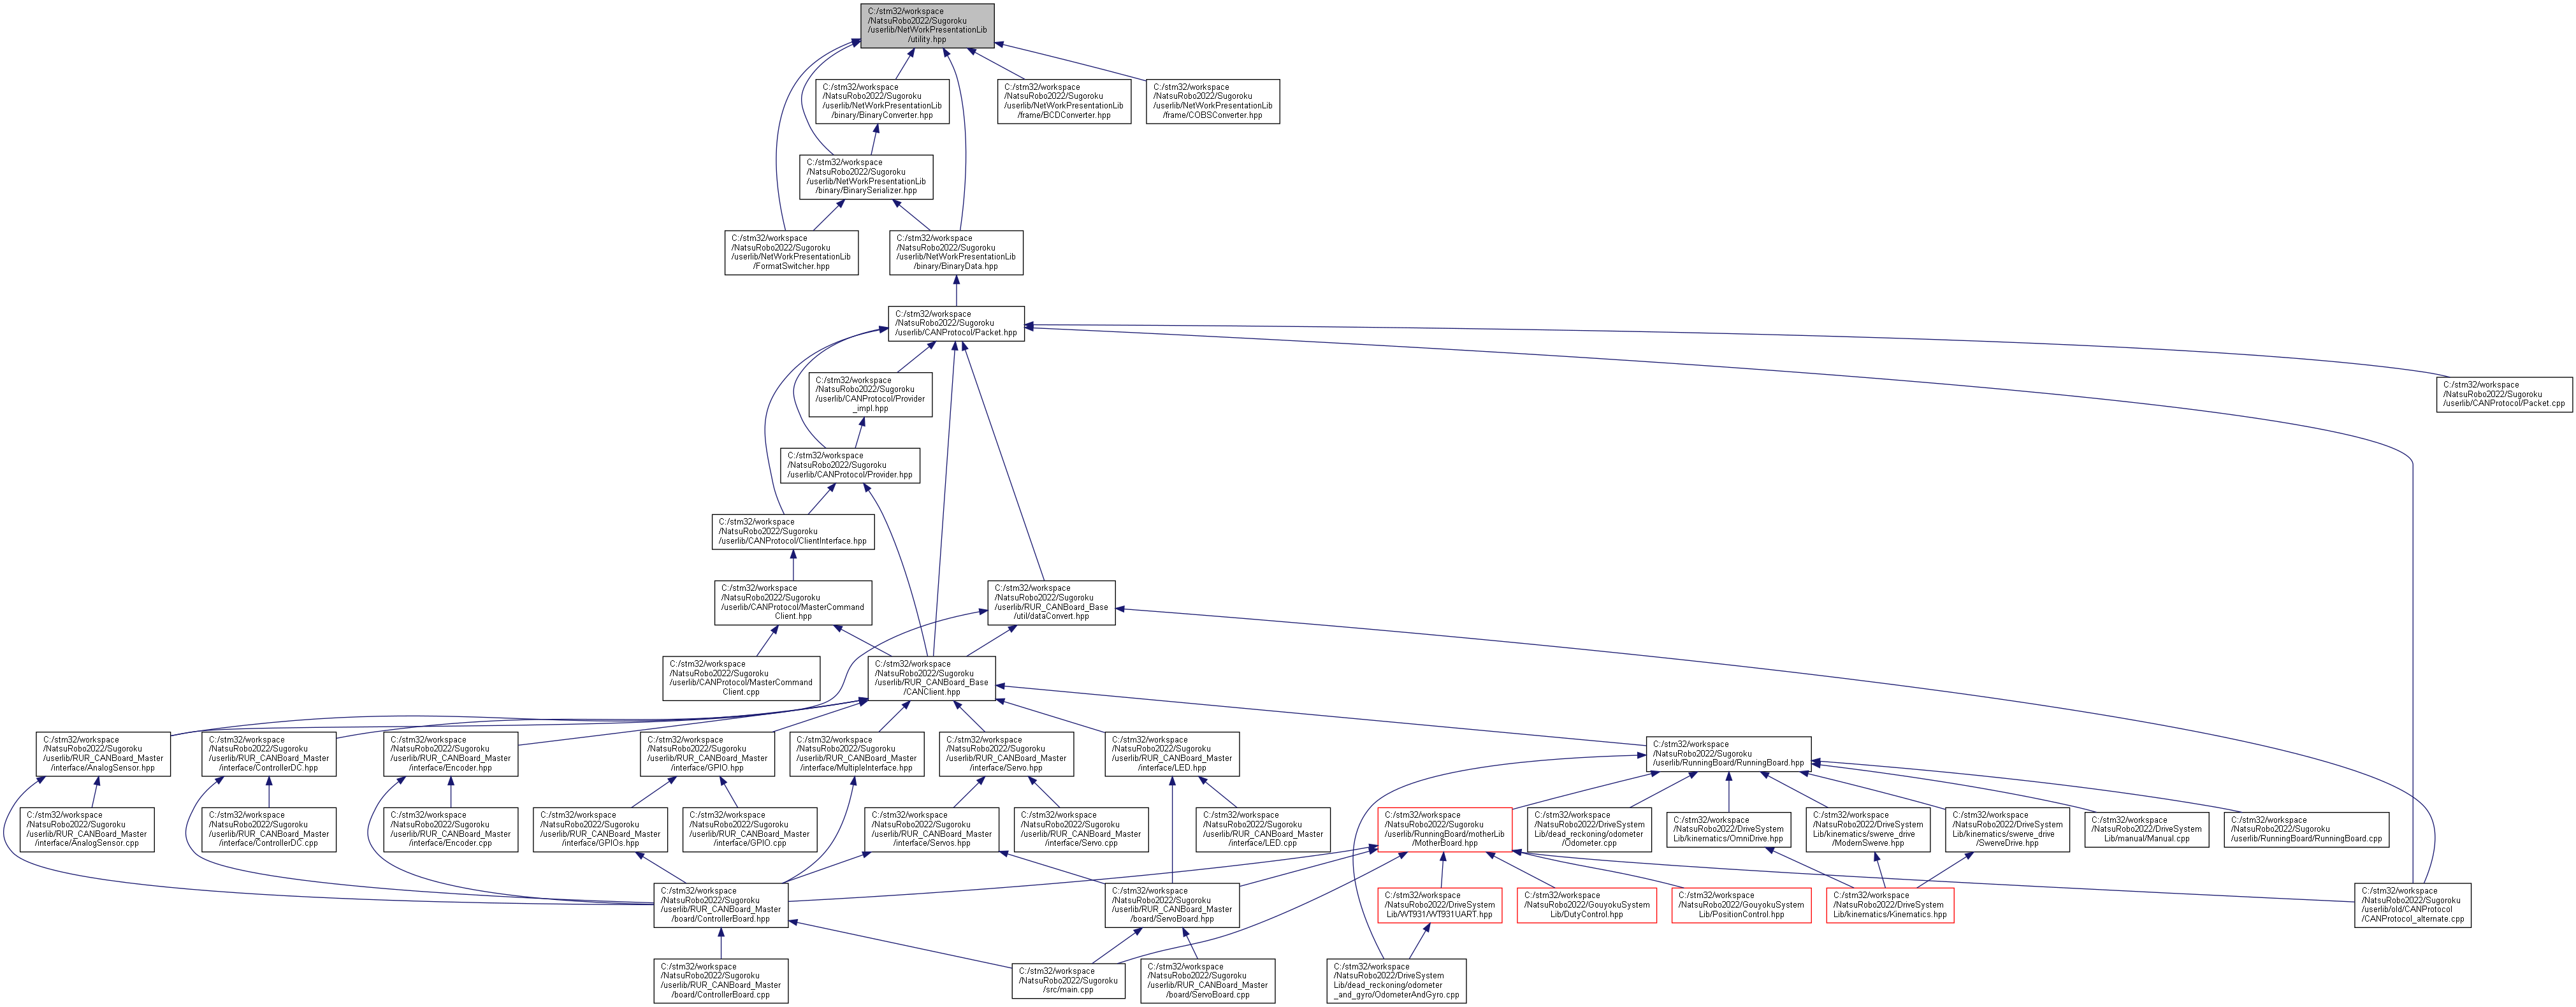 C:/stm32/workspace
/NatsuRobo2022/Sugoroku
/userlib/NetWorkPresentationLib
/utility.hpp
C:/stm32/workspace
/NatsuRobo2022/Sugoroku
/userlib/NetWorkPresentationLib
/binary/BinaryConverter.hpp
C:/stm32/workspace
/NatsuRobo2022/Sugoroku
/userlib/NetWorkPresentationLib
/frame/BCDConverter.hpp
C:/stm32/workspace
/NatsuRobo2022/Sugoroku
/userlib/NetWorkPresentationLib
/frame/COBSConverter.hpp
C:/stm32/workspace
/NatsuRobo2022/Sugoroku
/userlib/NetWorkPresentationLib
/binary/BinarySerializer.hpp
C:/stm32/workspace
/NatsuRobo2022/Sugoroku
/userlib/NetWorkPresentationLib
/FormatSwitcher.hpp
C:/stm32/workspace
/NatsuRobo2022/Sugoroku
/userlib/NetWorkPresentationLib
/binary/BinaryData.hpp
C:/stm32/workspace
/NatsuRobo2022/Sugoroku
/userlib/CANProtocol/Packet.hpp
C:/stm32/workspace
/NatsuRobo2022/Sugoroku
/userlib/CANProtocol/Provider
_impl.hpp
C:/stm32/workspace
/NatsuRobo2022/Sugoroku
/userlib/CANProtocol/Packet.cpp
C:/stm32/workspace
/NatsuRobo2022/Sugoroku
/userlib/CANProtocol/Provider.hpp
C:/stm32/workspace
/NatsuRobo2022/Sugoroku
/userlib/CANProtocol/ClientInterface.hpp
C:/stm32/workspace
/NatsuRobo2022/Sugoroku
/userlib/CANProtocol/MasterCommand
Client.hpp
C:/stm32/workspace
/NatsuRobo2022/Sugoroku
/userlib/RUR_CANBoard_Base
/util/dataConvert.hpp
C:/stm32/workspace
/NatsuRobo2022/Sugoroku
/userlib/CANProtocol/MasterCommand
Client.cpp
C:/stm32/workspace
/NatsuRobo2022/Sugoroku
/userlib/RUR_CANBoard_Base
/CANClient.hpp
C:/stm32/workspace
/NatsuRobo2022/Sugoroku
/userlib/RUR_CANBoard_Master
/interface/AnalogSensor.hpp
C:/stm32/workspace
/NatsuRobo2022/Sugoroku
/userlib/RUR_CANBoard_Master
/interface/ControllerDC.hpp
C:/stm32/workspace
/NatsuRobo2022/Sugoroku
/userlib/RUR_CANBoard_Master
/interface/Encoder.hpp
C:/stm32/workspace
/NatsuRobo2022/Sugoroku
/userlib/RUR_CANBoard_Master
/interface/GPIO.hpp
C:/stm32/workspace
/NatsuRobo2022/Sugoroku
/userlib/RUR_CANBoard_Master
/interface/MultipleInterface.hpp
C:/stm32/workspace
/NatsuRobo2022/Sugoroku
/userlib/RUR_CANBoard_Master
/interface/Servo.hpp
C:/stm32/workspace
/NatsuRobo2022/Sugoroku
/userlib/RUR_CANBoard_Master
/interface/LED.hpp
C:/stm32/workspace
/NatsuRobo2022/Sugoroku
/userlib/RunningBoard/RunningBoard.hpp
C:/stm32/workspace
/NatsuRobo2022/Sugoroku
/userlib/RUR_CANBoard_Master
/interface/AnalogSensor.cpp
C:/stm32/workspace
/NatsuRobo2022/Sugoroku
/userlib/RUR_CANBoard_Master
/interface/ControllerDC.cpp
C:/stm32/workspace
/NatsuRobo2022/Sugoroku
/userlib/RUR_CANBoard_Master
/interface/Encoder.cpp
C:/stm32/workspace
/NatsuRobo2022/Sugoroku
/userlib/RUR_CANBoard_Master
/interface/GPIOs.hpp
C:/stm32/workspace
/NatsuRobo2022/Sugoroku
/userlib/RUR_CANBoard_Master
/interface/GPIO.cpp
C:/stm32/workspace
/NatsuRobo2022/Sugoroku
/userlib/RUR_CANBoard_Master
/interface/Servos.hpp
C:/stm32/workspace
/NatsuRobo2022/Sugoroku
/userlib/RUR_CANBoard_Master
/interface/Servo.cpp
C:/stm32/workspace
/NatsuRobo2022/Sugoroku
/userlib/RUR_CANBoard_Master
/interface/LED.cpp
C:/stm32/workspace
/NatsuRobo2022/Sugoroku
/userlib/RunningBoard/motherLib
/MotherBoard.hpp
C:/stm32/workspace
/NatsuRobo2022/DriveSystem
Lib/dead_reckoning/odometer
/Odometer.cpp
C:/stm32/workspace
/NatsuRobo2022/DriveSystem
Lib/kinematics/OmniDrive.hpp
C:/stm32/workspace
/NatsuRobo2022/DriveSystem
Lib/kinematics/swerve_drive
/ModernSwerve.hpp
C:/stm32/workspace
/NatsuRobo2022/DriveSystem
Lib/kinematics/swerve_drive
/SwerveDrive.hpp
C:/stm32/workspace
/NatsuRobo2022/DriveSystem
Lib/manual/Manual.cpp
C:/stm32/workspace
/NatsuRobo2022/Sugoroku
/userlib/RunningBoard/RunningBoard.cpp
C:/stm32/workspace
/NatsuRobo2022/Sugoroku
/userlib/RUR_CANBoard_Master
/board/ControllerBoard.hpp
C:/stm32/workspace
/NatsuRobo2022/Sugoroku
/userlib/RUR_CANBoard_Master
/board/ServoBoard.hpp
C:/stm32/workspace
/NatsuRobo2022/DriveSystem
Lib/WT931/WT931UART.hpp
C:/stm32/workspace
/NatsuRobo2022/GouyokuSystem
Lib/DutyControl.hpp
C:/stm32/workspace
/NatsuRobo2022/GouyokuSystem
Lib/PositionControl.hpp
C:/stm32/workspace
/NatsuRobo2022/DriveSystem
Lib/kinematics/Kinematics.hpp
C:/stm32/workspace
/NatsuRobo2022/Sugoroku
/userlib/old/CANProtocol
/CANProtocol_alternate.cpp
C:/stm32/workspace
/NatsuRobo2022/Sugoroku
/userlib/RUR_CANBoard_Master
/board/ControllerBoard.cpp
C:/stm32/workspace
/NatsuRobo2022/Sugoroku
/src/main.cpp
C:/stm32/workspace
/NatsuRobo2022/Sugoroku
/userlib/RUR_CANBoard_Master
/board/ServoBoard.cpp
C:/stm32/workspace
/NatsuRobo2022/DriveSystem
Lib/dead_reckoning/odometer
_and_gyro/OdometerAndGyro.cpp